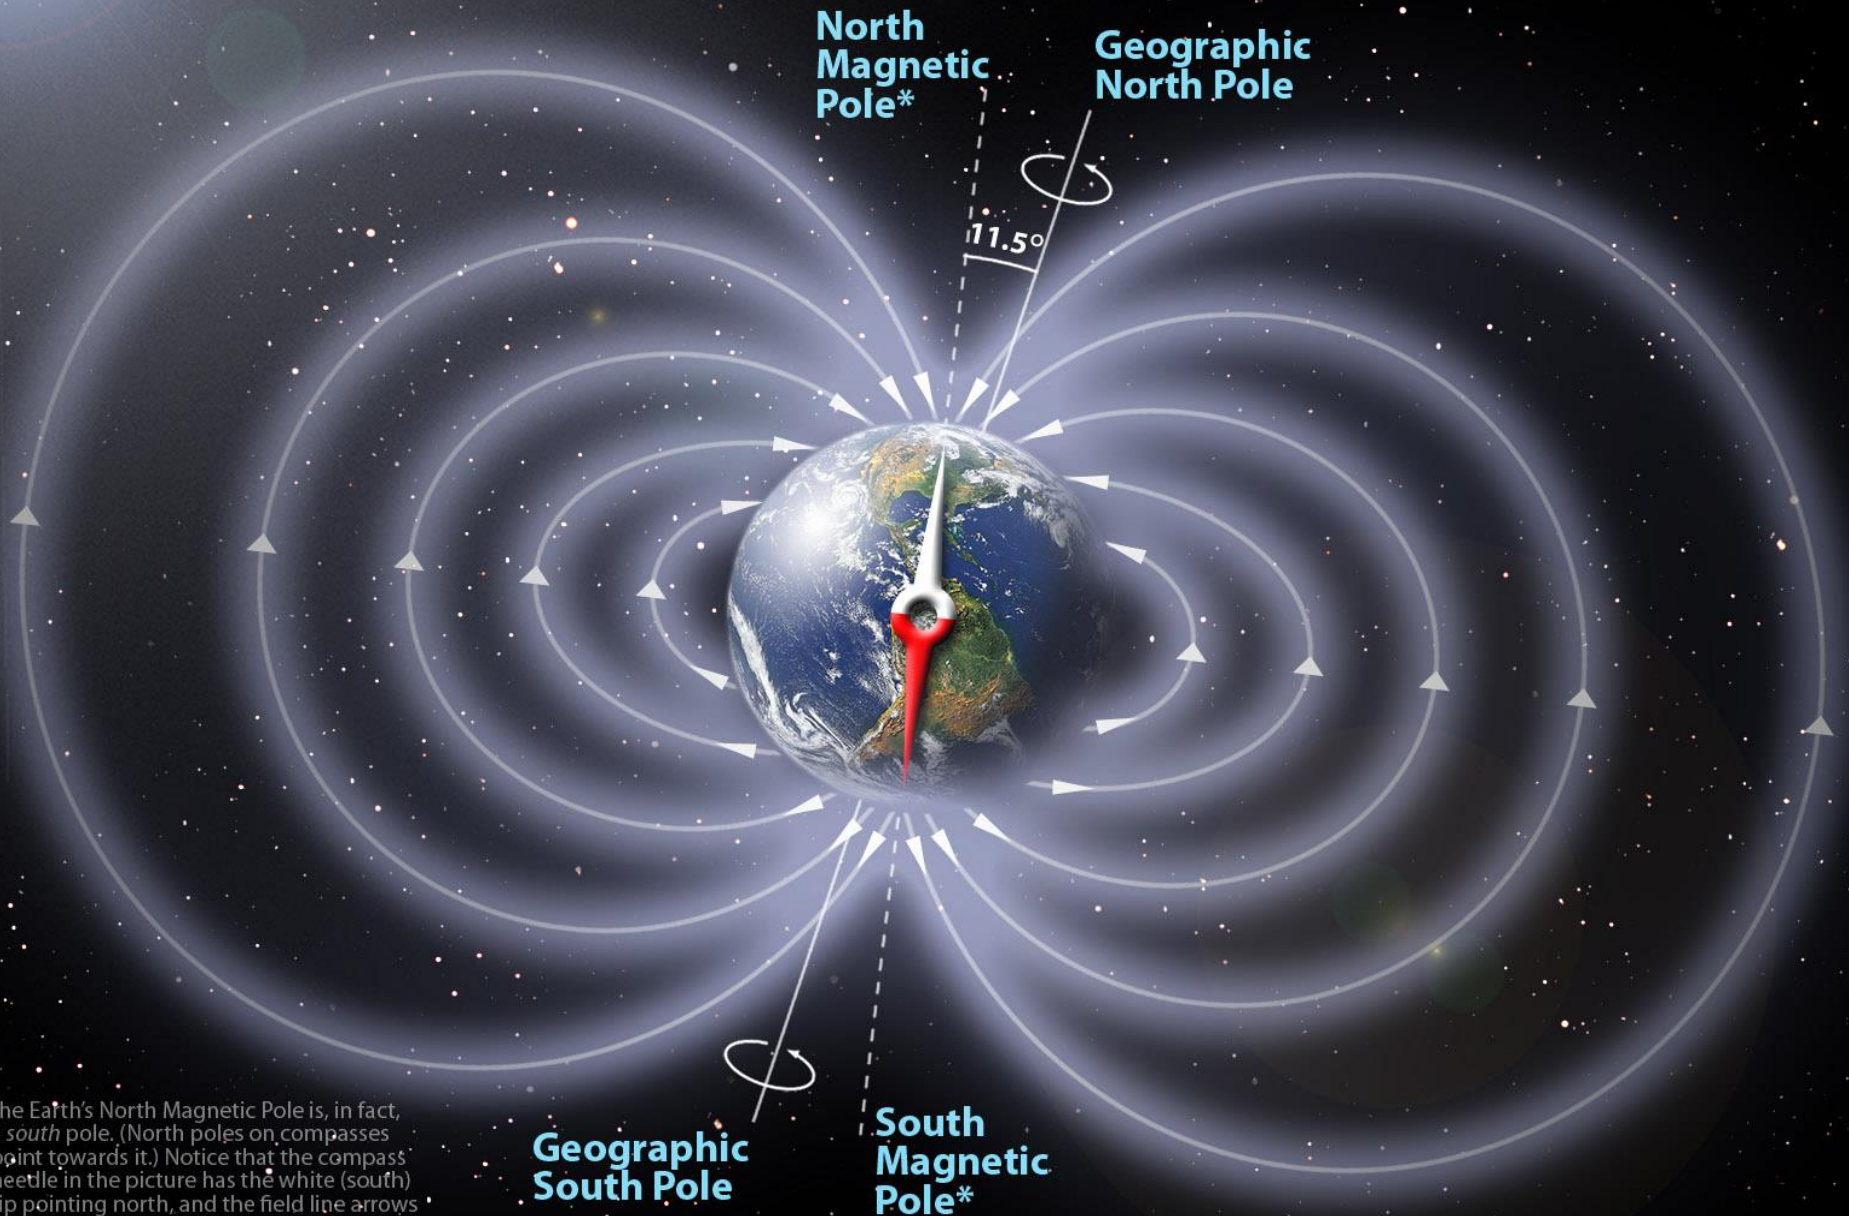 North
Magnetic
Pole*
Geographic
North Pole
11.5°
he Earth's North Magnetic Pole is, in fact,
south pole. (North poles on compasses
point towards it.) Notice that the compass
needle in the picture has the white (south)
ip pointing north, and the field line arrows
Geographic
South Pole
South
Magnetic
Pole*